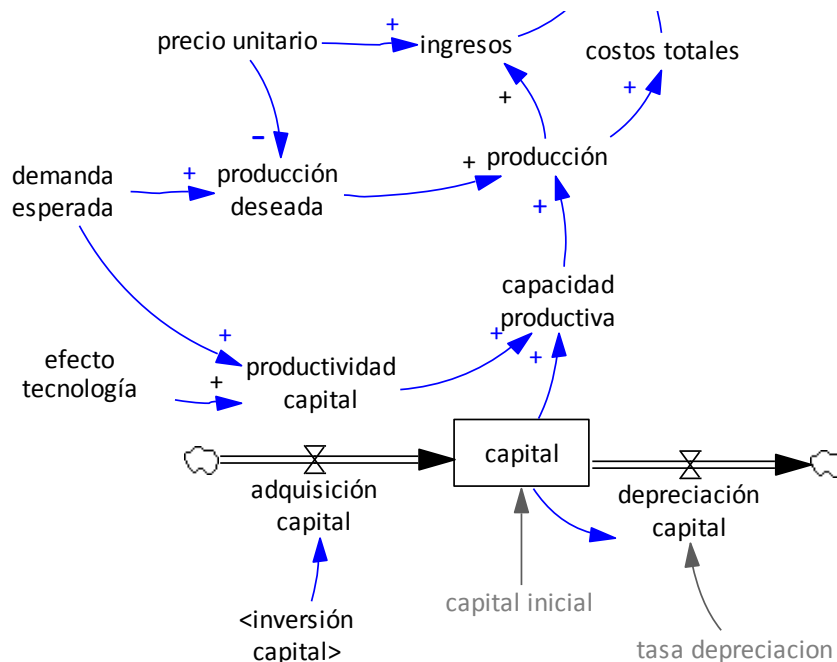 precio unitario
+
ingresos
costos totales
+
+
producción
-
+
producción
deseada
+
demanda
esperada
+
capacidad
productiva
+
+
+
efecto
tecnología
+
productividad
capital
+
capital
adquisición
capital
depreciación
capital
capital inicial
<inversión
capital>
tasa depreciacion